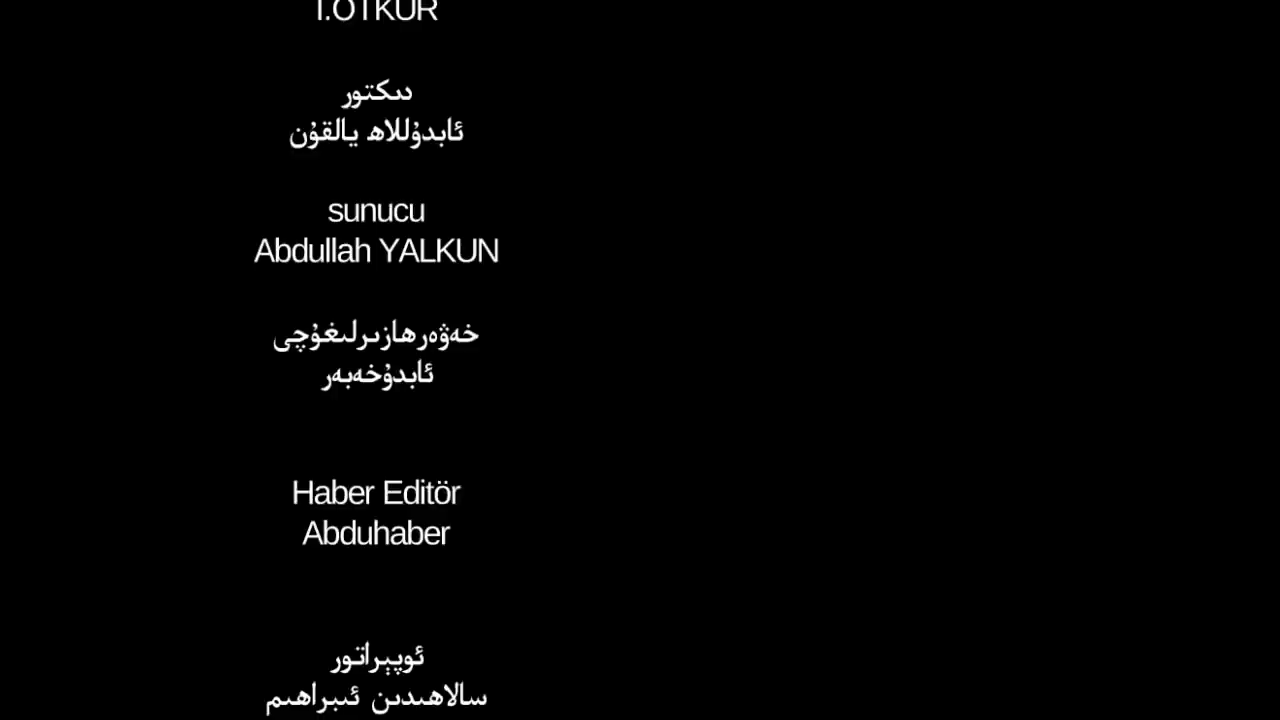 I.OTKUR
دىكتور
ئابدۇللاھ يالقۇن
sunucu
Abdullah YALKUN
خەۋەرھازىرلىغۇچى
ئابدۇخەبەر
Haber Editör
Abduhaber
ئوپېراتور
سالاھىدىن ئىبراھىم